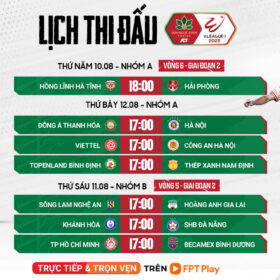 LỊCH THI ĐẤU
V.LEAGUE 1
2023
THỨ NĂM 10.08 - NHÓM A
VÒNG 6 - GIAI ĐOẠN 2
HỒNG LĨNH HÀ TĨNH 18:00 HẢI PHÒNG
THỨ BẢY 12.08 - NHÓM A
ĐÔNG Á THANH HÓA 17:00 HÀ NỘI
VIETTEL 17:00 CÔNG AN HÀ NỘI
TOPENLAND BÌNH ĐỊNH 17:00 THÉP XANH NAM ĐỊNH
THỨ SÁU 11.08 - NHÓM B
VÒNG 5 - GIAI ĐOẠN 2
SÔNG LAM NGHỆ AN 17:00 HOÀNG ANH GIA LAI
KHÁNH HÒA 17:00 SHB ĐÀ NẴNG
TP HỒ CHÍ MINH 17:00 BECAMEX BÌNH DƯƠNG
TRỰC TIẾP & TRỌN VẸN TRÊN FPT Play